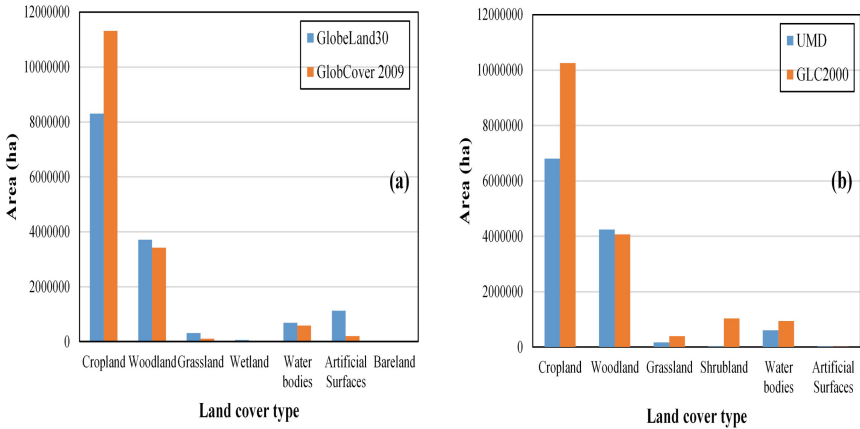 12000000
10000000
8000000
6000000
4000000
2000000
0
Area (ha)
GlobeLand30
GlobCover 2009
(a)
Cropland Woodland Grassland Wetland Water bodies Artificial Surfaces Bareland
Land cover type
12000000
10000000
8000000
6000000
4000000
2000000
0
Area (ha)
UMD
GLC2000
(b)
Cropland Woodland Grassland Shrubland Water bodies Artificial Surfaces
Land cover type